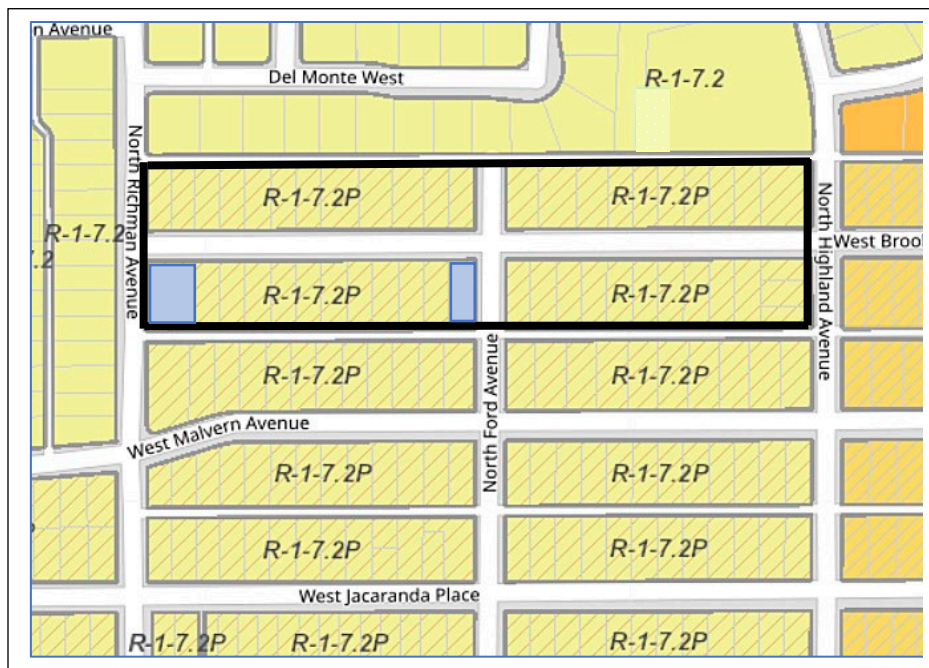 n Avenue
Del Monte West
R-1-7.2
North Richman Avenue
R-1-7.2P
R-1-7.2P
North Highland Avenue
R-1-7.2
.2
West Brook
R-1-7.2P
R-1-7.2P
R-1-7.2P
R-1-7.2P
North Ford Avenue
West Malvern Avenue
R-1-7.2P
R-1-7.2P
R-1-7.2P
R-1-7.2P
West Jacaranda Place
R-1-7.2P
R-1-7.2P
R-1-7.2P